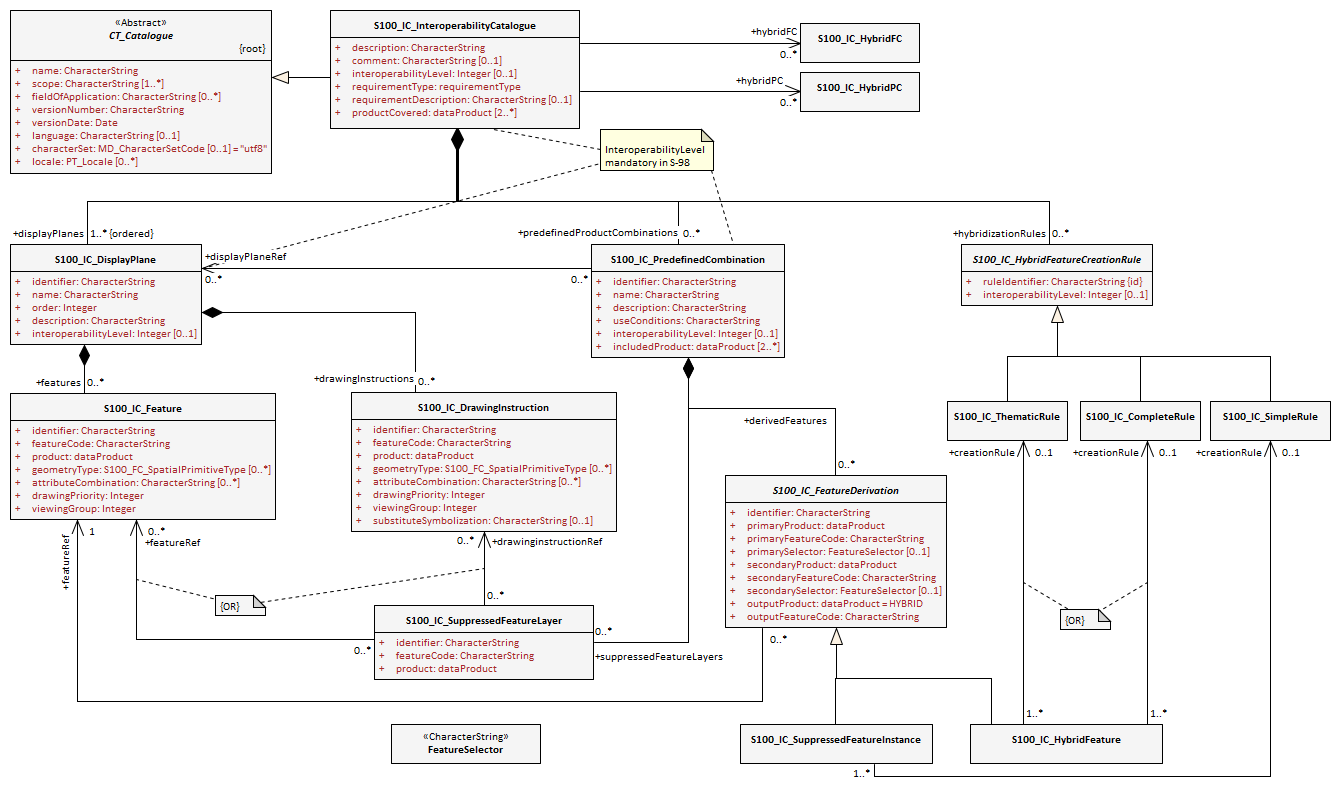 «Abstract»
CT_Catalogue
{root}
+ name: CharacterString
+ scope: CharacterString [1..*]
+ fieldOfApplication: CharacterString [0..*]
+ versionNumber: CharacterString
+ versionDate: Date
+ language: CharacterString [0..1]
+ characterSet: MD_CharacterSetCode [0..1] = "utf8"
+ locale: PT_Locale [0..*]
S100_IC_InteroperabilityCatalogue
+ description: CharacterString
+ comment: CharacterString [0..1]
+ interoperabilityLevel: Integer [0..1]
+ requirementType: requirementType
+ requirementDescription: CharacterString [0..1]
+ productCovered: dataProduct [2..*]
+hybridFC
0..*
S100_IC_HybridFC
+hybridPC
0..*
S100_IC_HybridPC
InteroperabilityLevel
mandatory in S-98
+displayPlanes
1..* {ordered}
+predefinedProductCombinations
0..*
+hybridizationRules
0..*
S100_IC_DisplayPlane
+ identifier: CharacterString
+ name: CharacterString
+ order: Integer
+ description: CharacterString
+ interoperabilityLevel: Integer [0..1]
+displayPlaneRef
0..*
0..*
S100_IC_PredefinedCombination
+ identifier: CharacterString
+ name: CharacterString
+ description: CharacterString
+ useConditions: CharacterString
+ interoperabilityLevel: Integer [0..1]
+ includedProduct: dataProduct [2..*]
S100_IC_HybridFeatureCreationRule
+ ruleIdentifier: CharacterString {id}
+ interoperabilityLevel: Integer [0..1]
+features
0..*
+drawingInstructions
0..*
S100_IC_Feature
+ identifier: CharacterString
+ featureCode: CharacterString
+ product: dataProduct
+ geometryType: S100_FC_SpatialPrimitiveType [0..*]
+ attributeCombination: CharacterString [0..*]
+ drawingPriority: Integer
+ viewingGroup: Integer
S100_IC_DrawingInstruction
+ identifier: CharacterString
+ featureCode: CharacterString
+ product: dataProduct
+ geometryType: S100_FC_SpatialPrimitiveType [0..*]
+ attributeCombination: CharacterString [0..*]
+ drawingPriority: Integer
+ viewingGroup: Integer
+ substituteSymbolization: CharacterString [0..1]
+derivedFeatures
0..*
S100_IC_ThematicRule
S100_IC_CompleteRule
S100_IC_SimpleRule
+creationRule
0..1
+creationRule
0..1
+creationRule
0..1
S100_IC_FeatureDerivation
+ identifier: CharacterString
+ primaryProduct: dataProduct
+ primaryFeatureCode: CharacterString
+ primarySelector: FeatureSelector [0..1]
+ secondaryProduct: dataProduct
+ secondaryFeatureCode: CharacterString
+ secondarySelector: FeatureSelector [0..1]
+ outputProduct: dataProduct = HYBRID
+ outputFeatureCode: CharacterString
1
+featureRef
0..*
+featureRef
0..*
+drawinginstructionRef
{OR}
0..*
{OR}
S100_IC_SuppressedFeatureLayer
+ identifier: CharacterString
+ featureCode: CharacterString
+ product: dataProduct
0..*
0..*
+suppressedFeatureLayers
0..*
1..*
1..*
«CharacterString»
FeatureSelector
S100_IC_SuppressedFeatureInstance
S100_IC_HybridFeature
1..*